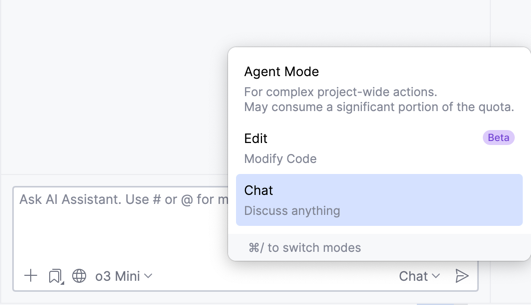 Agent Mode
For complex project-wide actions.
May consume a significant portion of the quota.
Edit
Beta
Modify Code
Chat
Discuss anything
⌘/ to switch modes
Ask AI Assistant. Use # or @ for
o3 Mini
Chat